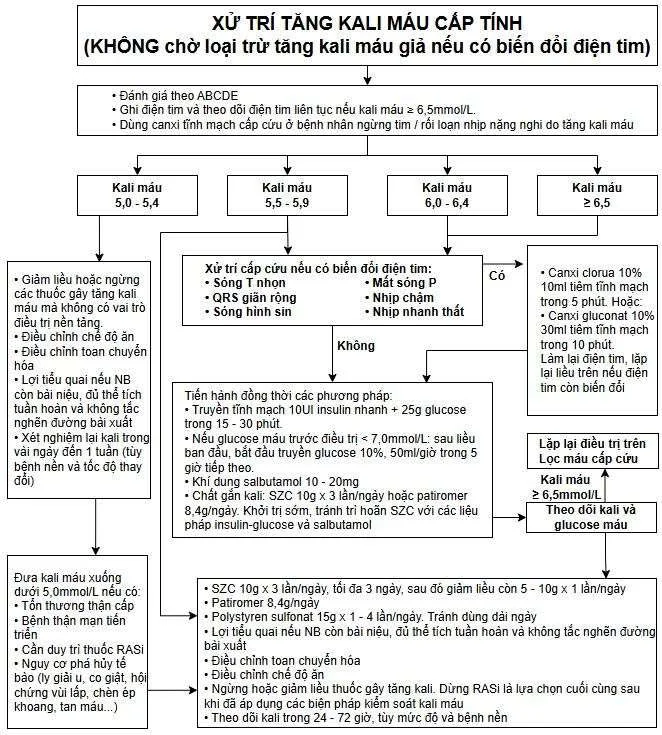 XỬ TRÍ TĂNG KALI MÁU CẤP TÍNH
(KHÔNG chờ loại trừ tăng kali máu giả nếu có biến đổi điện tim)
• Đánh giá theo ABCDE
• Ghi điện tim và theo dõi điện tim liên tục nếu kali máu ≥ 6,5mmol/L.
• Dùng canxi tĩnh mạch cấp cứu ở bệnh nhân ngừng tim / rối loạn nhịp nặng nghi do tăng kali máu
Kali máu
5,0 - 5,4
Kali máu
5,5 - 5,9
Kali máu
6,0 - 6,4
Kali máu
≥ 6,5
• Giảm liều hoặc ngừng
các thuốc gây tăng kali
máu mà không có vai trò
điều trị nền tảng.
• Điều chỉnh chế độ ăn
• Điều chỉnh toan chuyển
hóa
• Lợi tiểu quai nếu NB
còn bài niệu, đủ thể tích
tuần hoàn và không tắc
nghẽn đường bài xuất
• Xét nghiệm lại kali trong
vài ngày đến 1 tuần (tùy
bệnh nền và tốc độ thay
đổi)
Xử trí cấp cứu nếu có biến đổi điện tim:
• Sóng T nhọn
• QRS giãn rộng
• Sóng hình sin
• Mất sóng P
• Nhịp chậm
• Nhịp nhanh thất
Có
Không
• Canxi clorua 10%
10ml tiêm tĩnh mạch
trong 5 phút. Hoặc:
• Canxi gluconat 10%
30ml tiêm tĩnh mạch
trong 10 phút.
Làm lại điện tim, lặp
lại liều trên nếu điện
tim còn biến đổi
Tiến hành đồng thời các phương pháp:
• Truyền tĩnh mạch 10UI insulin nhanh + 25g glucose
trong 15 - 30 phút.
• Nếu glucose máu trước điều trị < 7,0mmol/L: sau liều
ban đầu, bắt đầu truyền glucose 10%, 50ml/giờ trong 5
giờ tiếp theo.
• Khí dung salbutamol 10 - 20mg
• Chất gắn kali: SZC 10g x 3 lần/ngày hoặc patiromer
8,4g/ngày. Khởi trị sớm, tránh trì hoãn SZC với các liệu
pháp insulin-glucose và salbutamol
Lặp lại điều trị trên
Lọc máu cấp cứu
Kali máu
≥ 6,5mmol/L
Theo dõi kali và
glucose máu
Đưa kali máu xuống
dưới 5,0mmol/L nếu có:
• Tổn thương thận cấp
• Bệnh thận mạn tiến
triển
• Cần duy trí thuốc RASi
• Nguy cơ phá hủy tế
bào (ly giải u, co giật, hội
chứng vùi lấp, chèn ép
khoang, tan máu...)
• SZC 10g x 3 lần/ngày, tối đa 3 ngày, sau đó giảm liều còn 5 - 10g x 1 lần/ngày
• Patiromer 8,4g/ngày
• Polystyren sulfonat 15g x 1 - 4 lần/ngày. Tránh dùng dài ngày
• Lợi tiểu quai nếu NB còn bài niệu, đủ thể tích tuần hoàn và không tắc nghẽn đường
bài xuất
• Điều chỉnh toan chuyển hóa
• Điều chỉnh chế độ ăn
• Ngừng hoặc giảm liều thuốc gây tăng kali. Dừng RASi là lựa chọn cuối cùng sau
khi đã áp dụng các biện pháp kiểm soát kali máu
• Theo dõi kali trong 24 - 72 giờ, tùy mức độ và bệnh nền